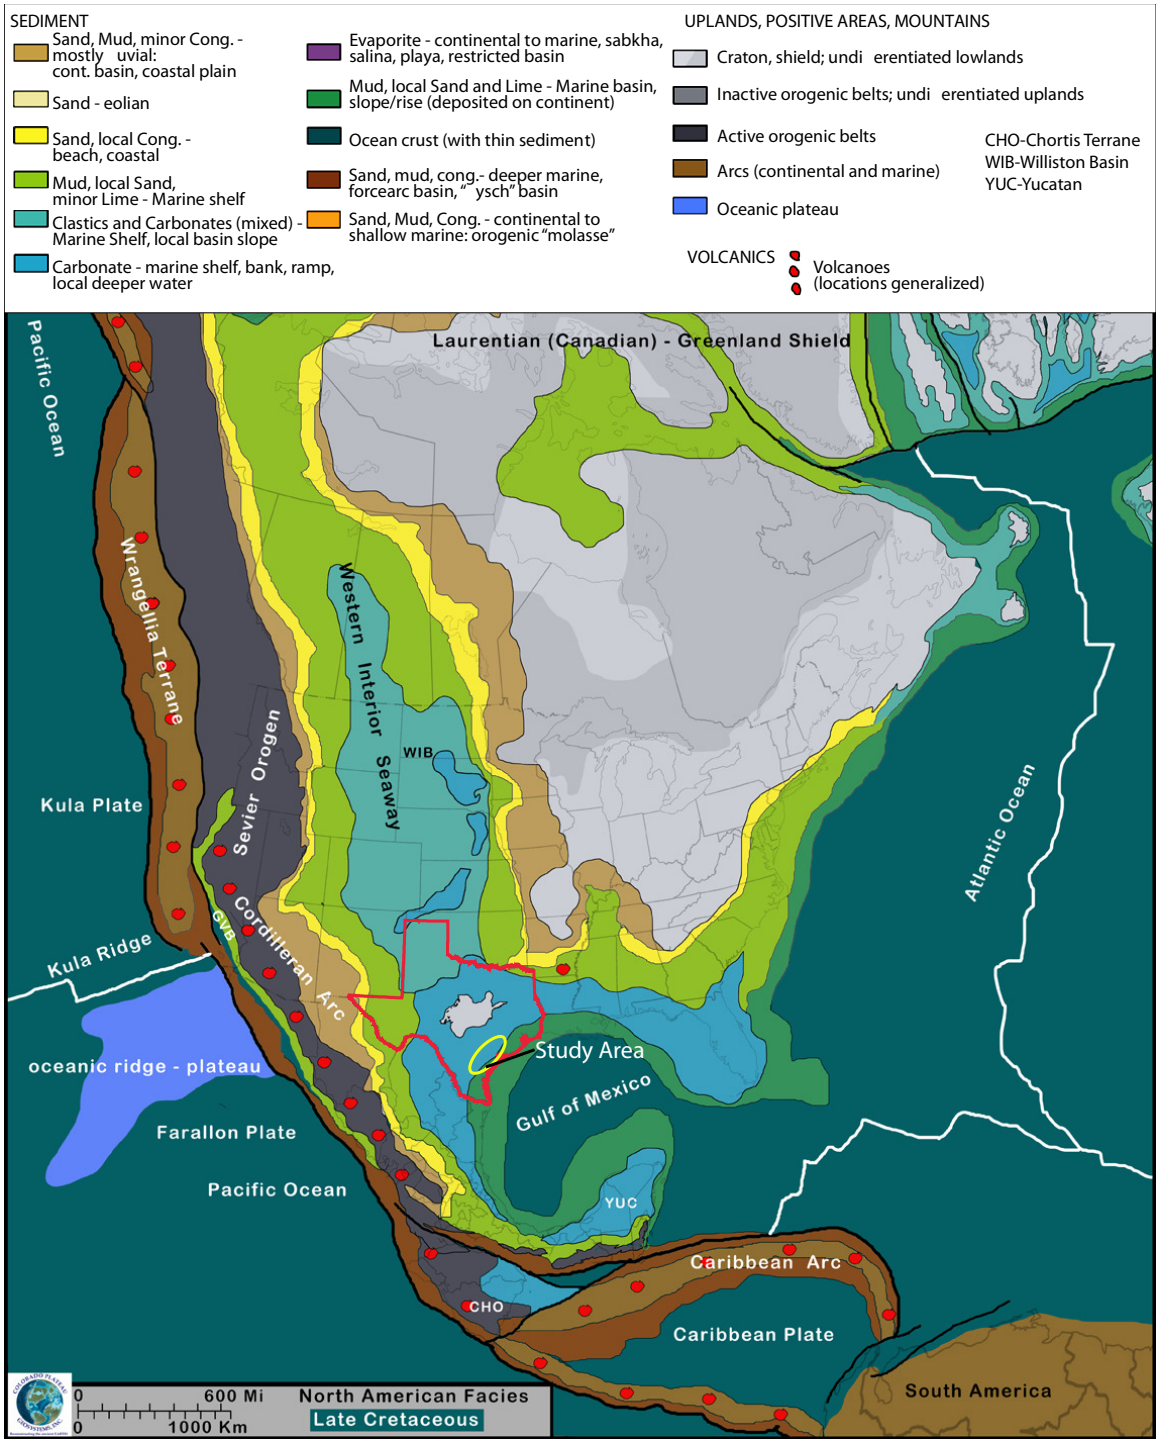 SEDIMENT
Sand, Mud, minor Cong. -
mostly uvial:
cont. basin, coastal plain
Sand - eolian
Sand, local Cong. -
beach, coastal
Mud, local Sand,
minor Lime - Marine shelf
Clastics and Carbonates (mixed) -
Marine Shelf, local basin slope
Carbonate - marine shelf, bank, ramp,
local deeper water
Evaporite - continental to marine, sabkha,
salina, playa, restricted basin
Mud, local Sand and Lime - Marine basin,
slope/rise (deposited on continent)
Ocean crust (with thin sediment)
Sand, mud, cong.- deeper marine,
forcearc basin, “ ysch” basin
Sand, Mud, Cong. - continental to
shallow marine: orogenic “molasse”
UPLANDS, POSITIVE AREAS, MOUNTAINS
Craton, shield; undi erentiated lowlands
Inactive orogenic belts; undi erentiated uplands
Active orogenic belts
Arcs (continental and marine)
Oceanic plateau
CHO-Chortis Terrane
WIB-Williston Basin
YUC-Yucatan
VOLCANICS
Volcanoes
(locations generalized)
Pacific Ocean
Laurentian (Canadian) - Greenland Shield
Wrangellia Terrane
Western Interior Seaway
WIB
Sevier Orogen
Kula Plate
Atlantic Ocean
Cordilleran Arc
GVB
Kula Ridge
oceanic ridge - plateau
Study Area
Gulf of Mexico
Farallon Plate
Pacific Ocean
YUC
Caribbean Arc
CHO
Caribbean Plate
South America
COLORADO PLATEAU
GEOSYSTEMS, INC.
0 600 Mi
0 1000 Km
North American Facies
Late Cretaceous